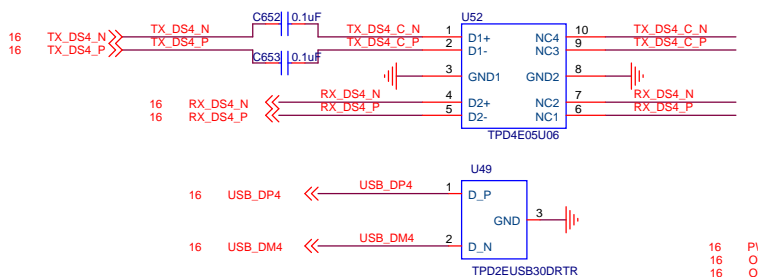 C652 0.1uF U52
16 TX_DS4_N TX_DS4_N TX_DS4_C_N 1 D1+ NC4 10 TX_DS4_C_N
16 TX_DS4_P TX_DS4_P TX_DS4_C_P 2 D1- NC3 9 TX_DS4_C_P
C653 0.1uF
3 GND1 GND2 8
16 RX_DS4_N RX_DS4_N 4 D2+ NC2 7 RX_DS4_N
16 RX_DS4_P RX_DS4_P 5 D2- NC1 6 RX_DS4_P
TPD4E05U06
U49
16 USB_DP4 USB_DP4 1 D_P
GND 3
16 USB_DM4 USB_DM4 2 D_N
TPD2EUSB30DRTR
16
16 O
16 O